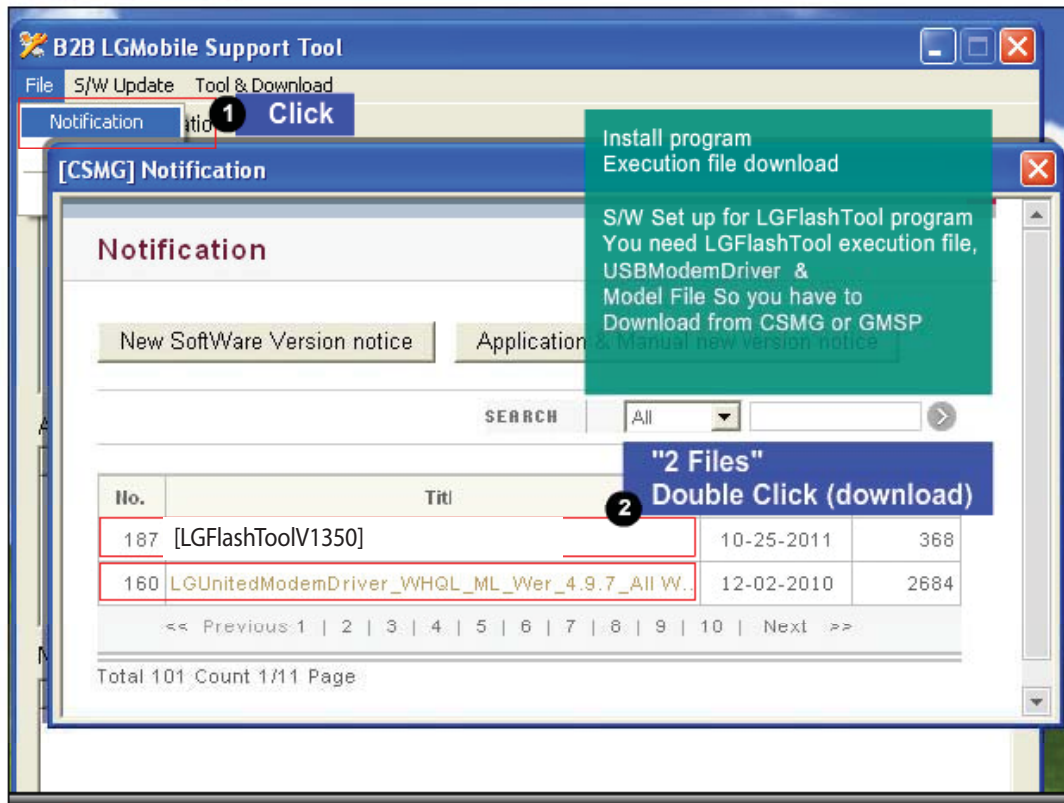 B2B LGMobile Support Tool
File S/W Update Tool & Download
Notification
1 Click
Install program
Execution file download
S/W Set up for LGFlashTool program
You need LGFlashTool execution file,
USBModemDriver &
Model File So you have to
Download from CSMG or GMSP
[CSMG] Notification
Notification
New SoftWare Version notice
Application & Manual new version notice
SEARCH All
"2 Files"
2 Double Click (download)
No. Titl
187 [LGFlashToolV1350] 10-25-2011 368
160 LGUnitedModemDriver_WHQL_ML_Wer_4.9.7_All W.. 12-02-2010 2684
<< Previous 1 | 2 | 3 | 4 | 5 | 6 | 7 | 8 | 9 | 10 | Next >>
Total 101 Count 1/11 Page